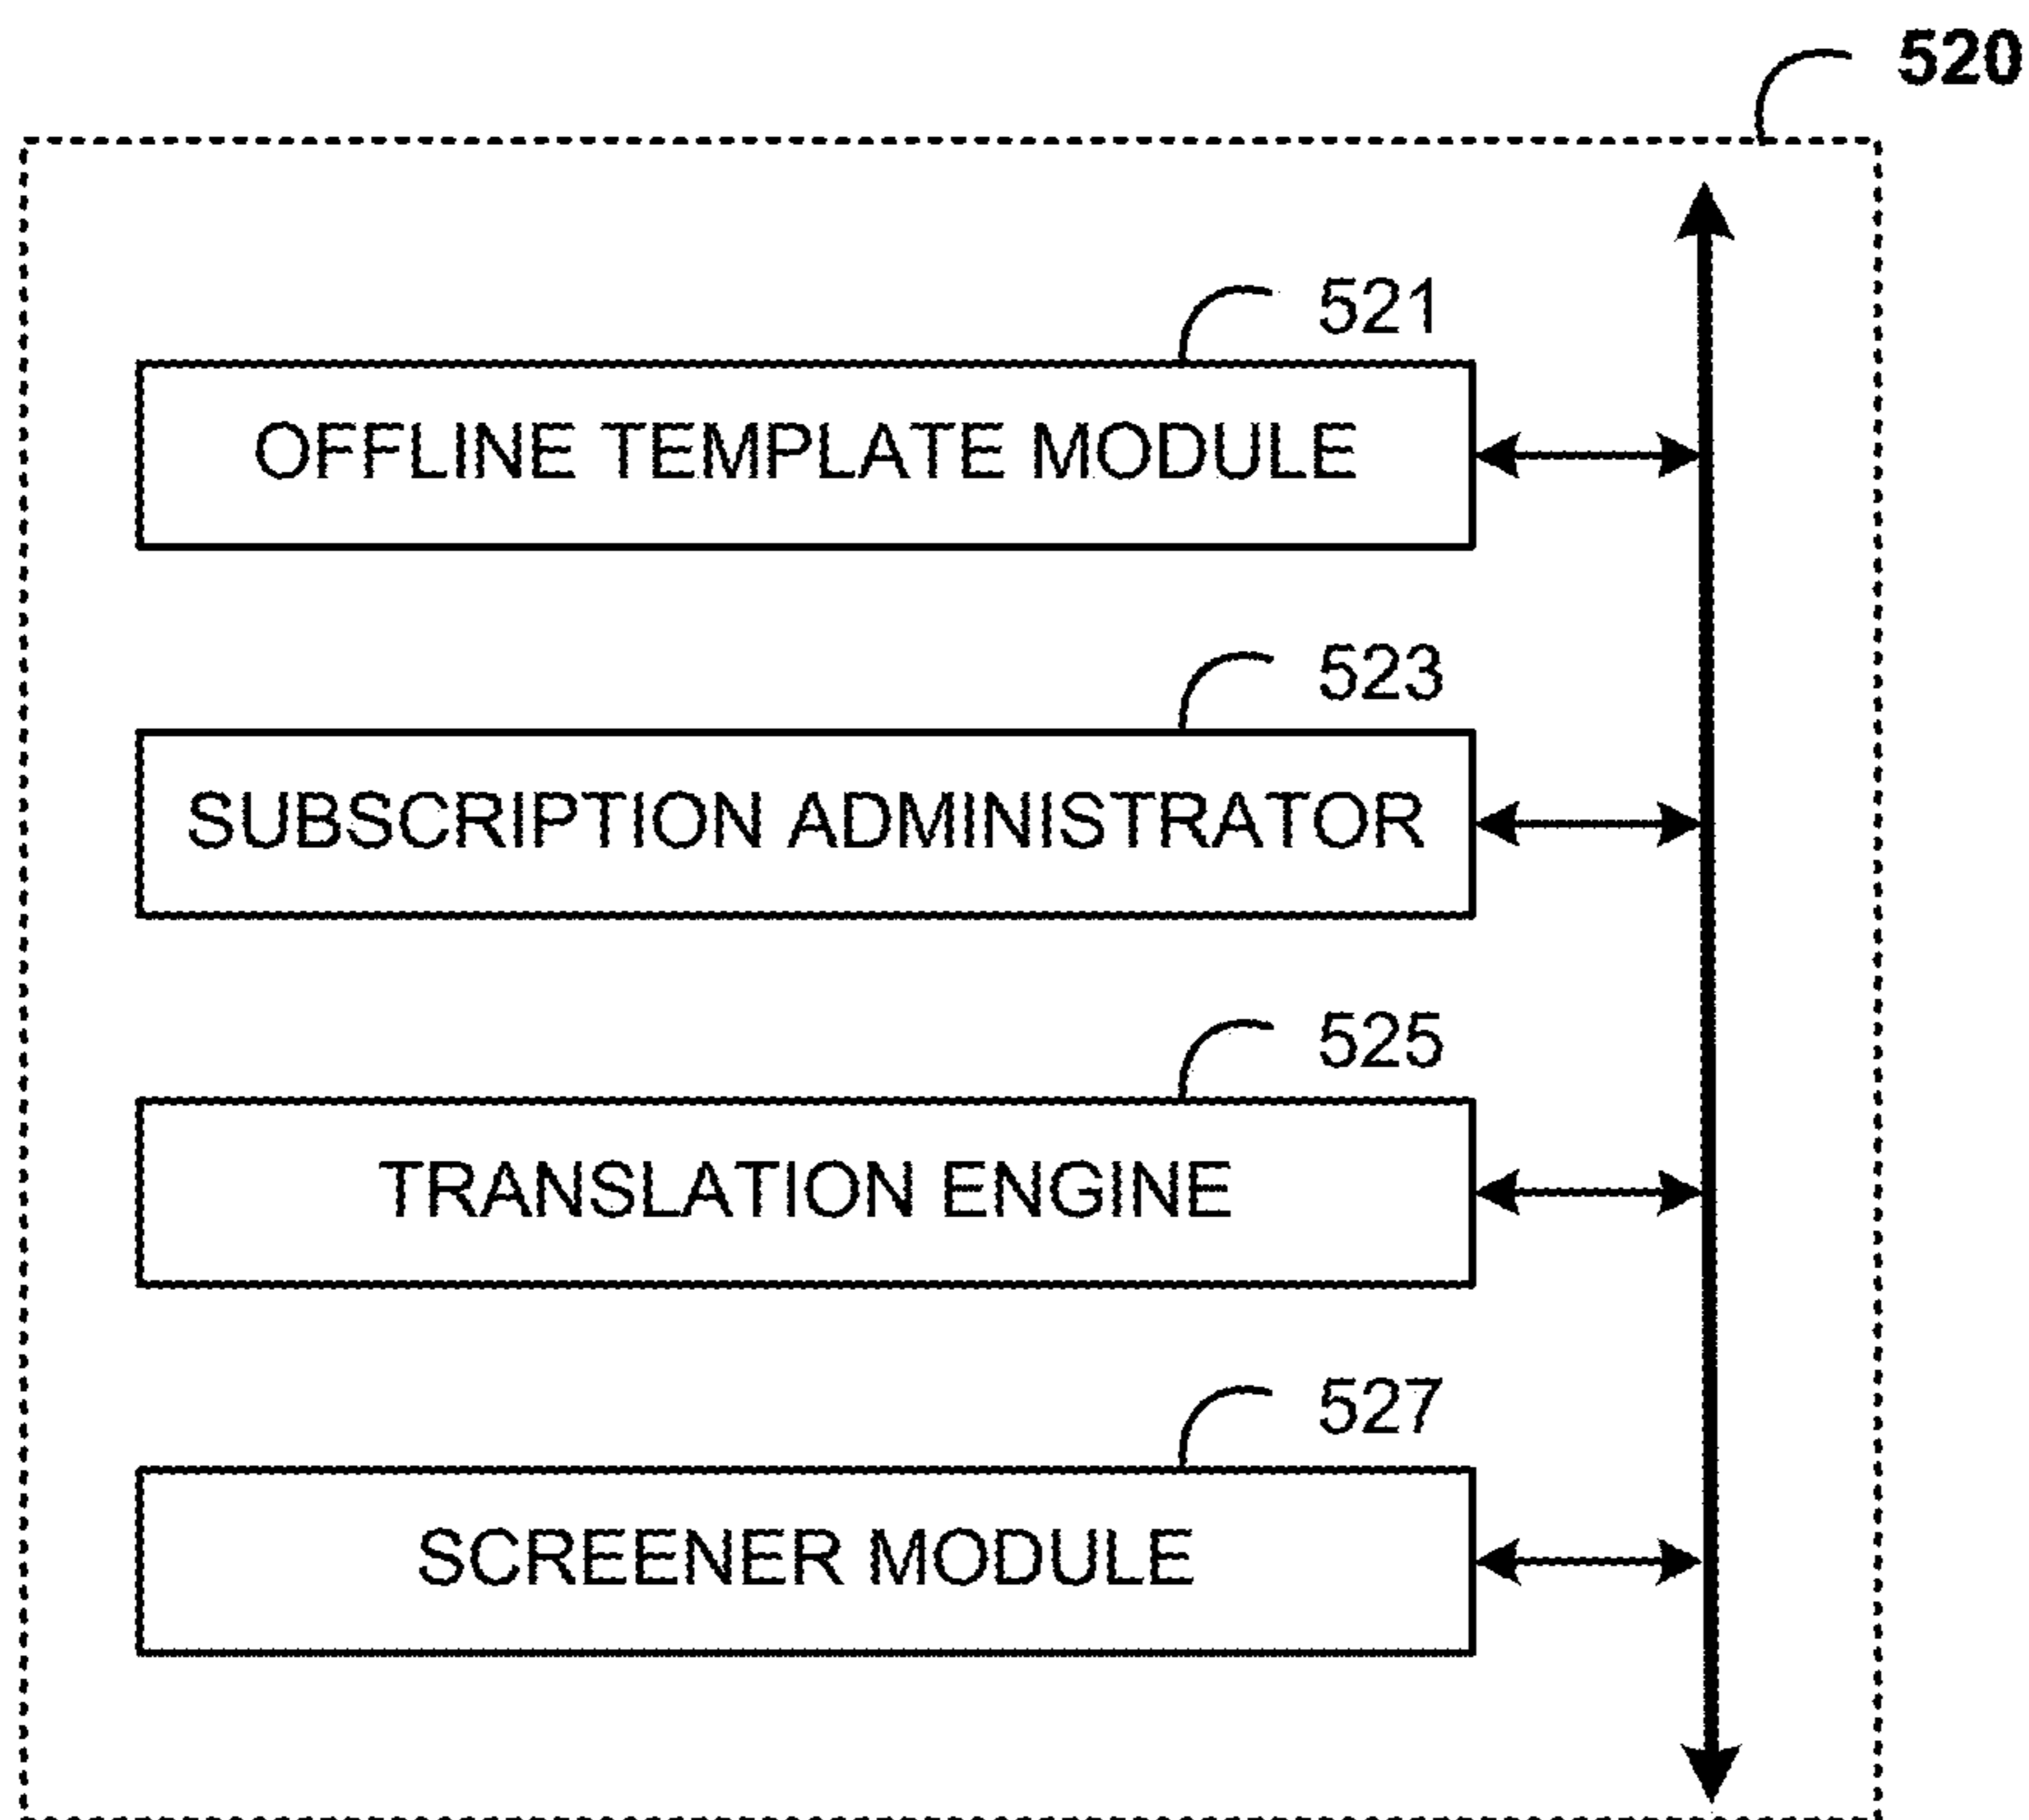 520
521
OFFLINE TEMPLATE MODULE
523
SUBSCRIPTION ADMINISTRATOR
525
TRANSLATION ENGINE
527
SCREENER MODULE